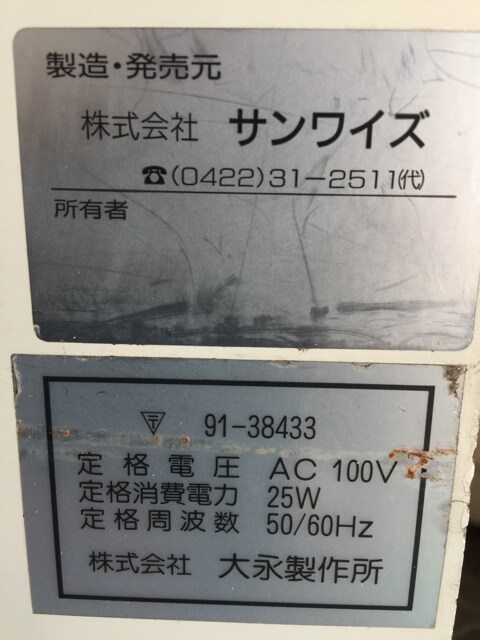 製造・発売元
株式会社 サンワイズ
☎(0422)31-2511(代)
所有者
〒 91-38433
定格電圧 AC 100V
定格消費電力 25W
定格周波数 50/60Hz
株式会社 大永製作所